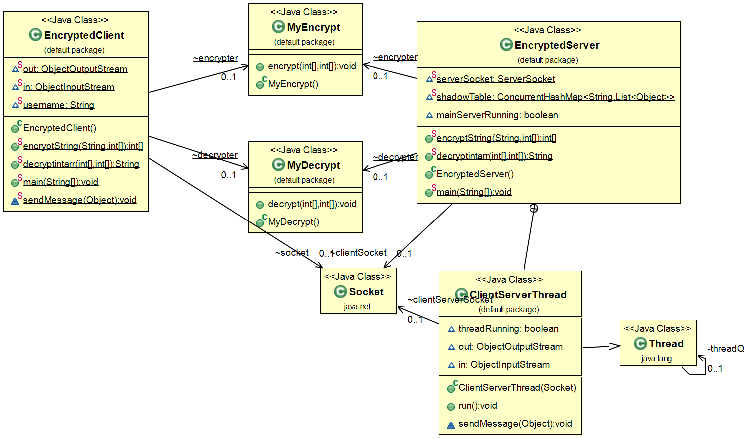 <<Java Class>>
EncryptedClient
(default package)
out: ObjectOutputStream
in: ObjectInputStream
username: String
EncryptedClient()
encryptString(String,int[]):int[]
decryptintarr(int[],int[]):String
main(String[]):void
sendMessage(Object):void
<<Java Class>>
MyEncrypt
(default package)
encrypt(int[],int[]):void
MyEncrypt()
<<Java Class>>
EncryptedServer
(default package)
serverSocket: ServerSocket
shadowTable: ConcurrentHashMap<String,List<Object>>
mainServerRunning: boolean
encryptString(String,int[]):int[]
decryptintarr(int[],int[]):String
EncryptedServer()
main(String[]):void
~encrypter
0..1
~encrypter
0..1
<<Java Class>>
MyDecrypt
(default package)
decrypt(int[],int[]):void
MyDecrypt()
~decrypter
0..1
~decrypter
0..1
~socket
0..1
~clientSocket
0..1
<<Java Class>>
Socket
java.net
~clientServerSocket
0..1
<<Java Class>>
ClientServerThread
(default package)
threadRunning: boolean
out: ObjectOutputStream
in: ObjectInputStream
ClientServerThread(Socket)
run():void
sendMessage(Object):void
<<Java Class>>
Thread
java.lang
-threadQ
0..1